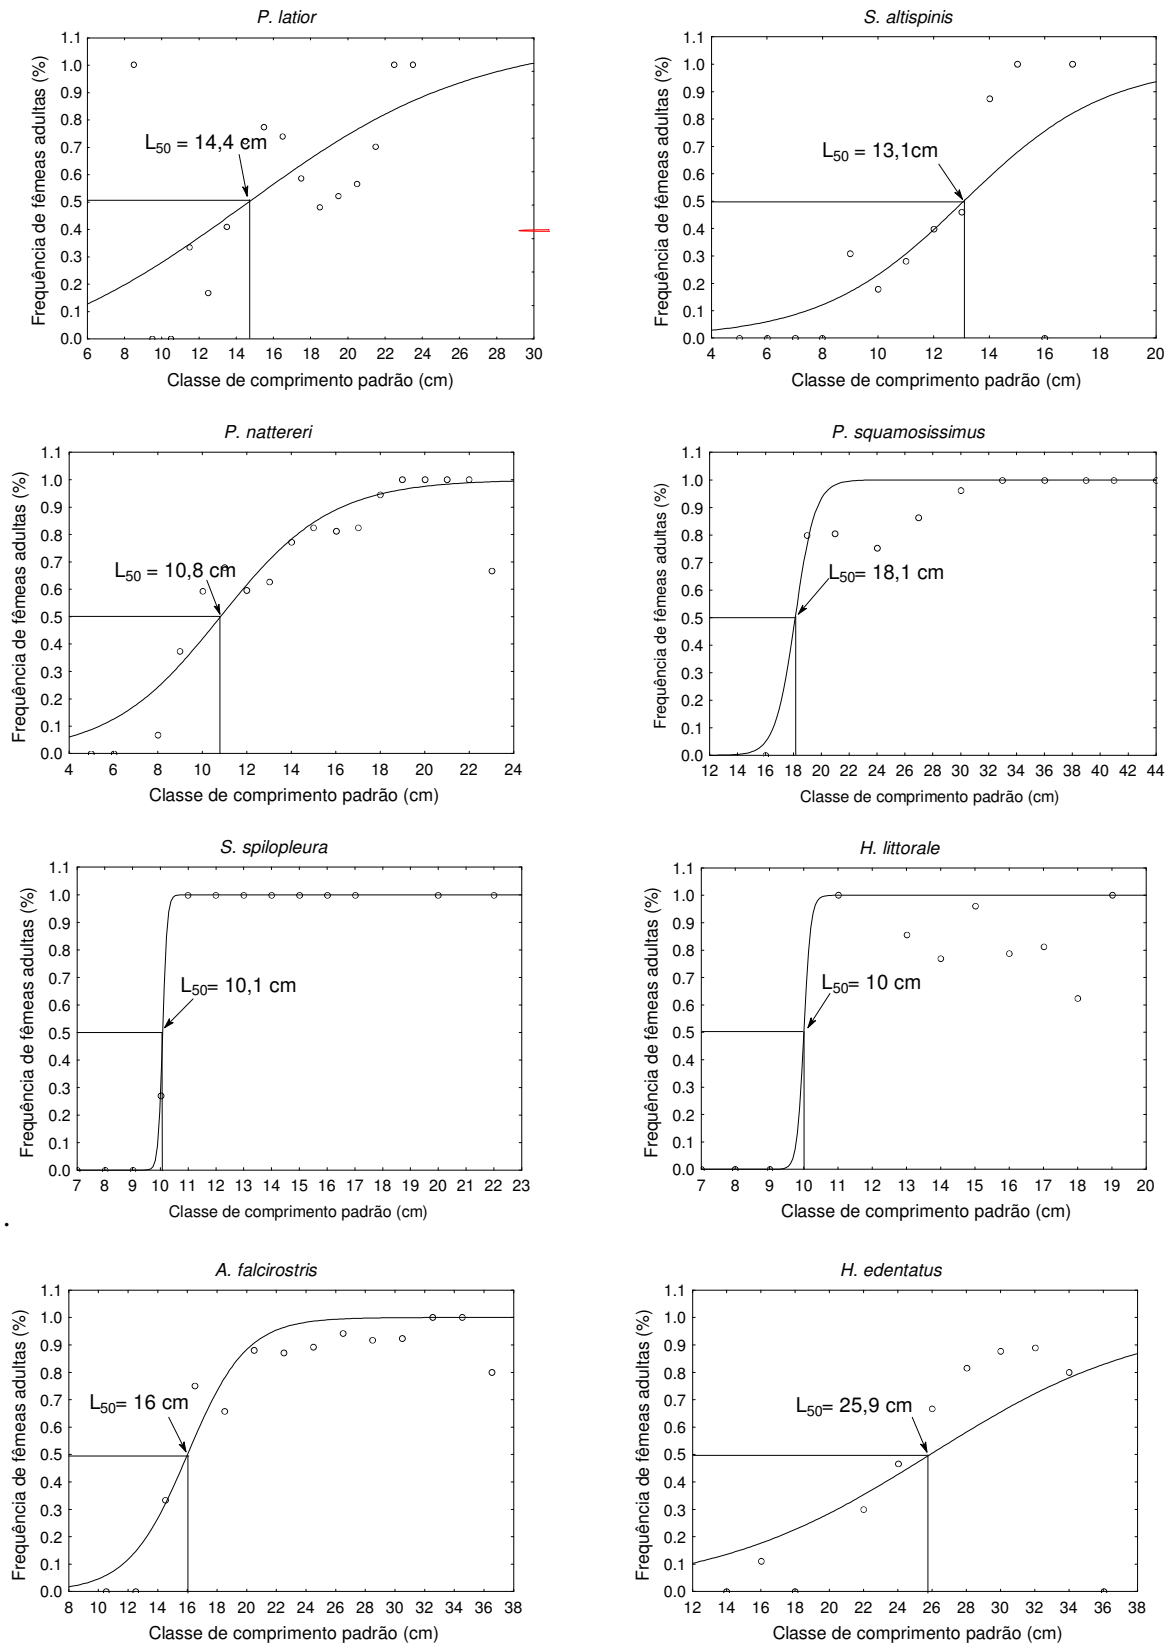 P. latior
1.1
1.0
0.9
0.8
0.7
0.6
0.5
0.4
0.3
0.2
0.1
0.0
Frequência de fêmeas adultas (%)
L50 = 14,4 cm
6 8 10 12 14 16 18 20 22 24 26 28 30
Classe de comprimento padrão (cm)
S. altispinis
1.1
1.0
0.9
0.8
0.7
0.6
0.5
0.4
0.3
0.2
0.1
0.0
Frequência de fêmeas adultas (%)
L50 = 13,1cm
4 6 8 10 12 14 16 18 20
Classe de comprimento padrão (cm)
P. nattereri
1.1
1.0
0.9
0.8
0.7
0.6
0.5
0.4
0.3
0.2
0.1
0.0
Frequência de fêmeas adultas (%)
L50 = 10,8 cm
4 6 8 10 12 14 16 18 20 22 24
Classe de comprimento padrão (cm)
P. squamosissimus
1.1
1.0
0.9
0.8
0.7
0.6
0.5
0.4
0.3
0.2
0.1
0.0
Frequência de fêmeas adultas (%)
L50= 18,1 cm
12 14 16 18 20 22 24 26 28 30 32 34 36 38 40 42 44
Classe de comprimento padrão (cm)
S. spilopleura
1.1
1.0
0.9
0.8
0.7
0.6
0.5
0.4
0.3
0.2
0.1
0.0
Frequência de fêmeas adultas (%)
L50= 10,1 cm
7 8 9 10 11 12 13 14 15 16 17 18 19 20 21 22 23
Classe de comprimento padrão (cm)
H. littorale
1.1
1.0
0.9
0.8
0.7
0.6
0.5
0.4
0.3
0.2
0.1
0.0
Frequência de fêmeas adultas (%)
L50= 10 cm
7 8 9 10 11 12 13 14 15 16 17 18 19 20
Classe de comprimento padrão (cm)
.
A. falcirostris
1.1
1.0
0.9
0.8
0.7
0.6
0.5
0.4
0.3
0.2
0.1
0.0
Frequência de fêmeas adultas (%)
L50= 16 cm
8 10 12 14 16 18 20 22 24 26 28 30 32 34 36 38
Classe de comprimento padrão (cm)
H. edentatus
1.1
1.0
0.9
0.8
0.7
0.6
0.5
0.4
0.3
0.2
0.1
0.0
Frequência de fêmeas adultas (%)
L50= 25,9 cm
12 14 16 18 20 22 24 26 28 30 32 34 36 38
Classe de comprimento padrão (cm)